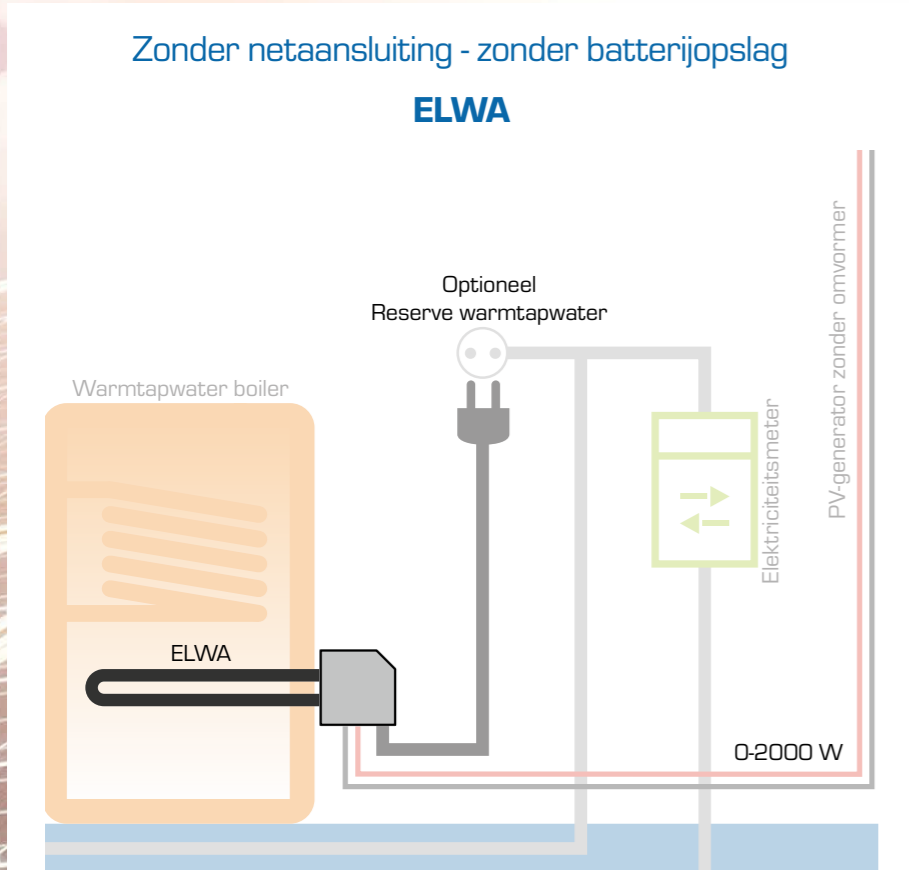 Zonder netaansluiting - zonder batterijopslag
ELWA
Optioneel
Reserve warmtapwater
Warmtapwater boiler
Elektriciteitsmeter
PV-generator zonder omvormer
ELWA
0-2000 W